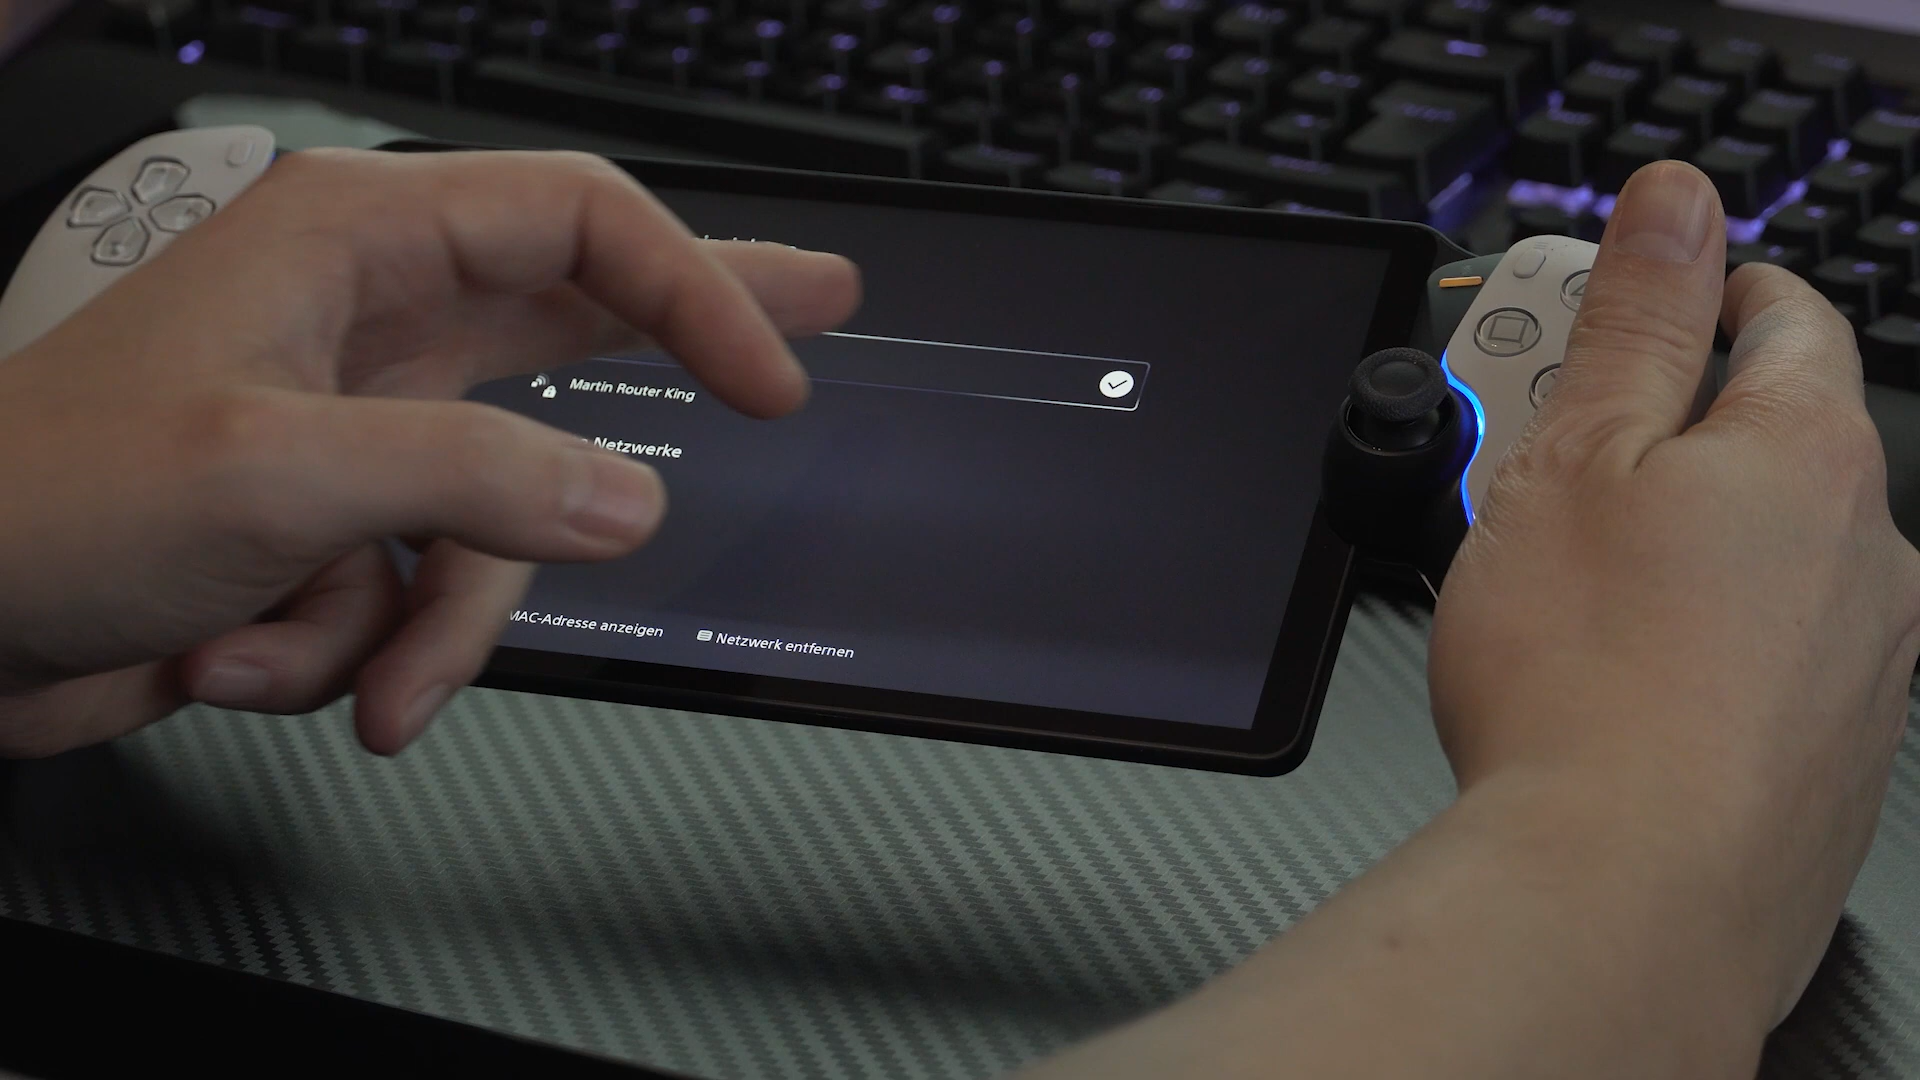 Martin Router King
Netzwerke
MAC-Adresse anzeigen
Netzwerk entfernen